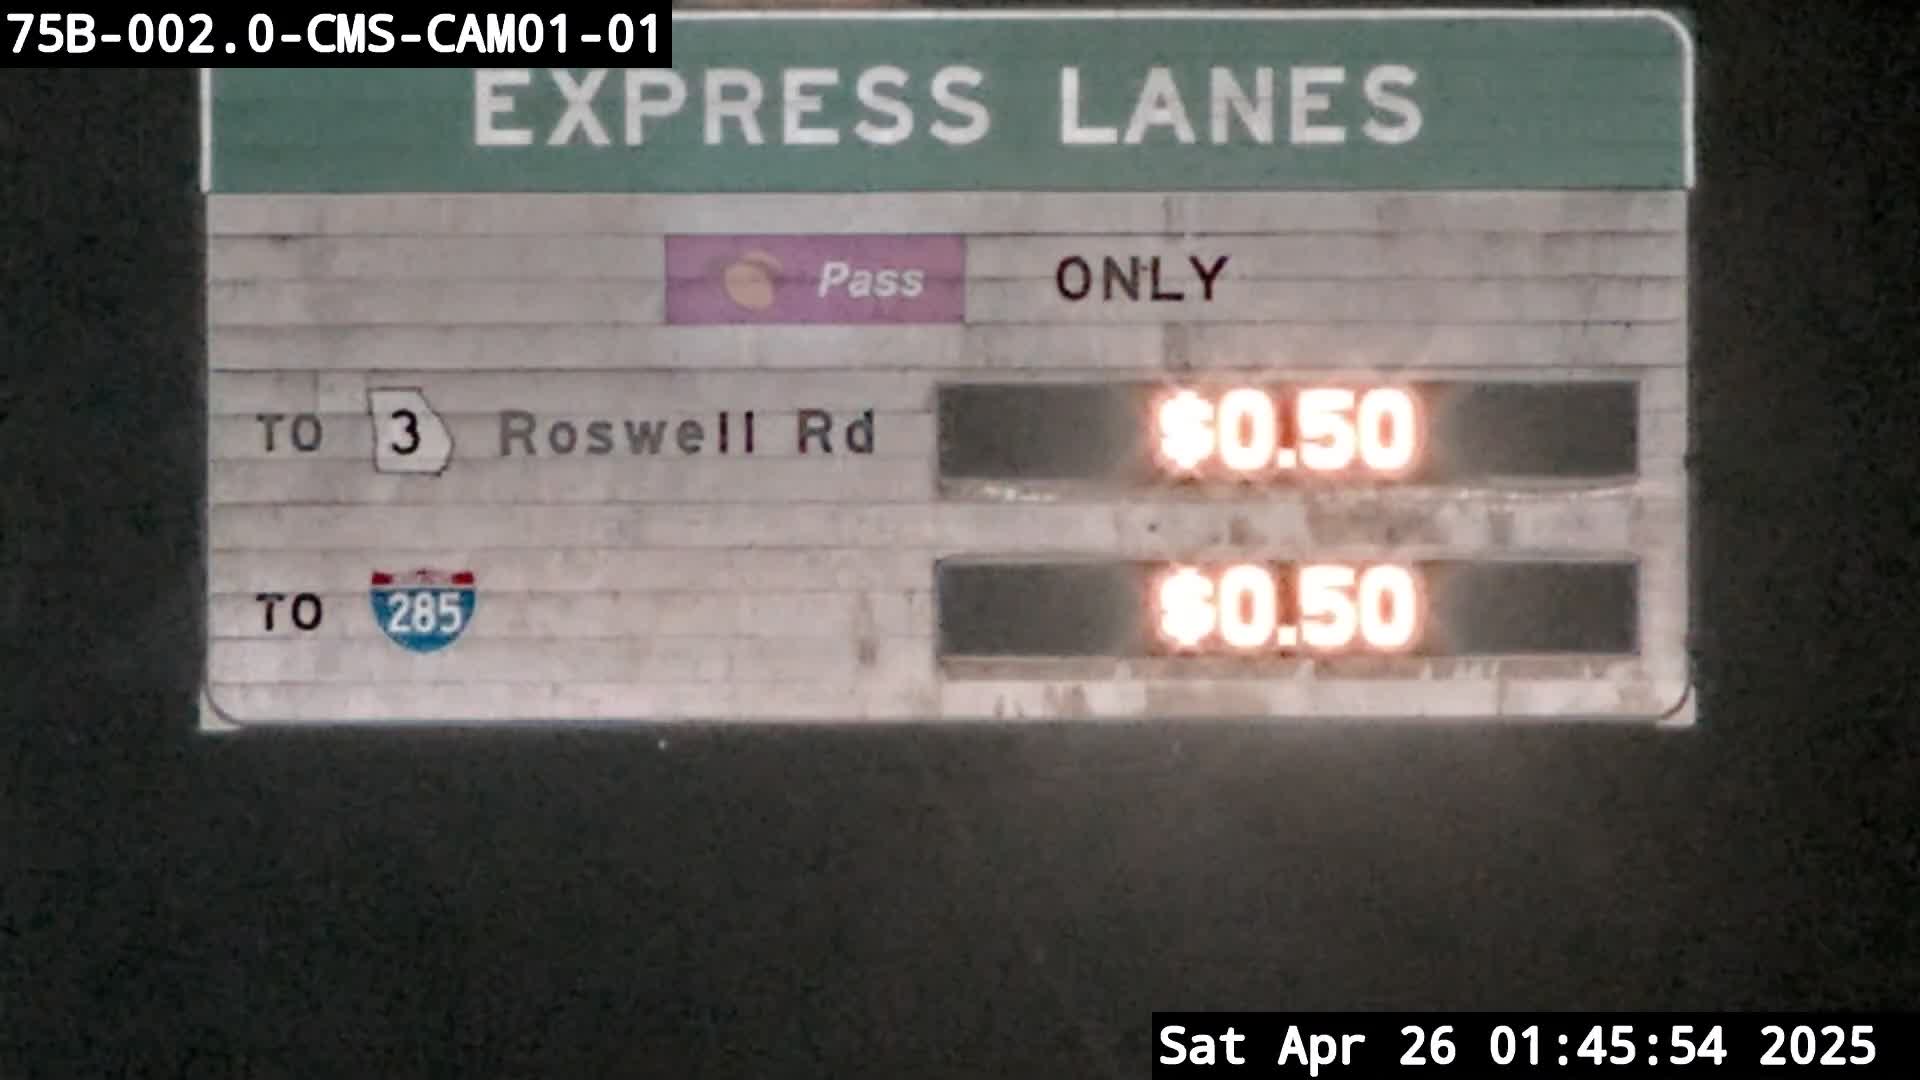 75B-002.0-CMS-CAM01-01
EXPRESS LANES
Pass ONLY
TO 3 Roswell Rd $0.50
TO 285 $0.50
Sat Apr 26 01:45:54 2025